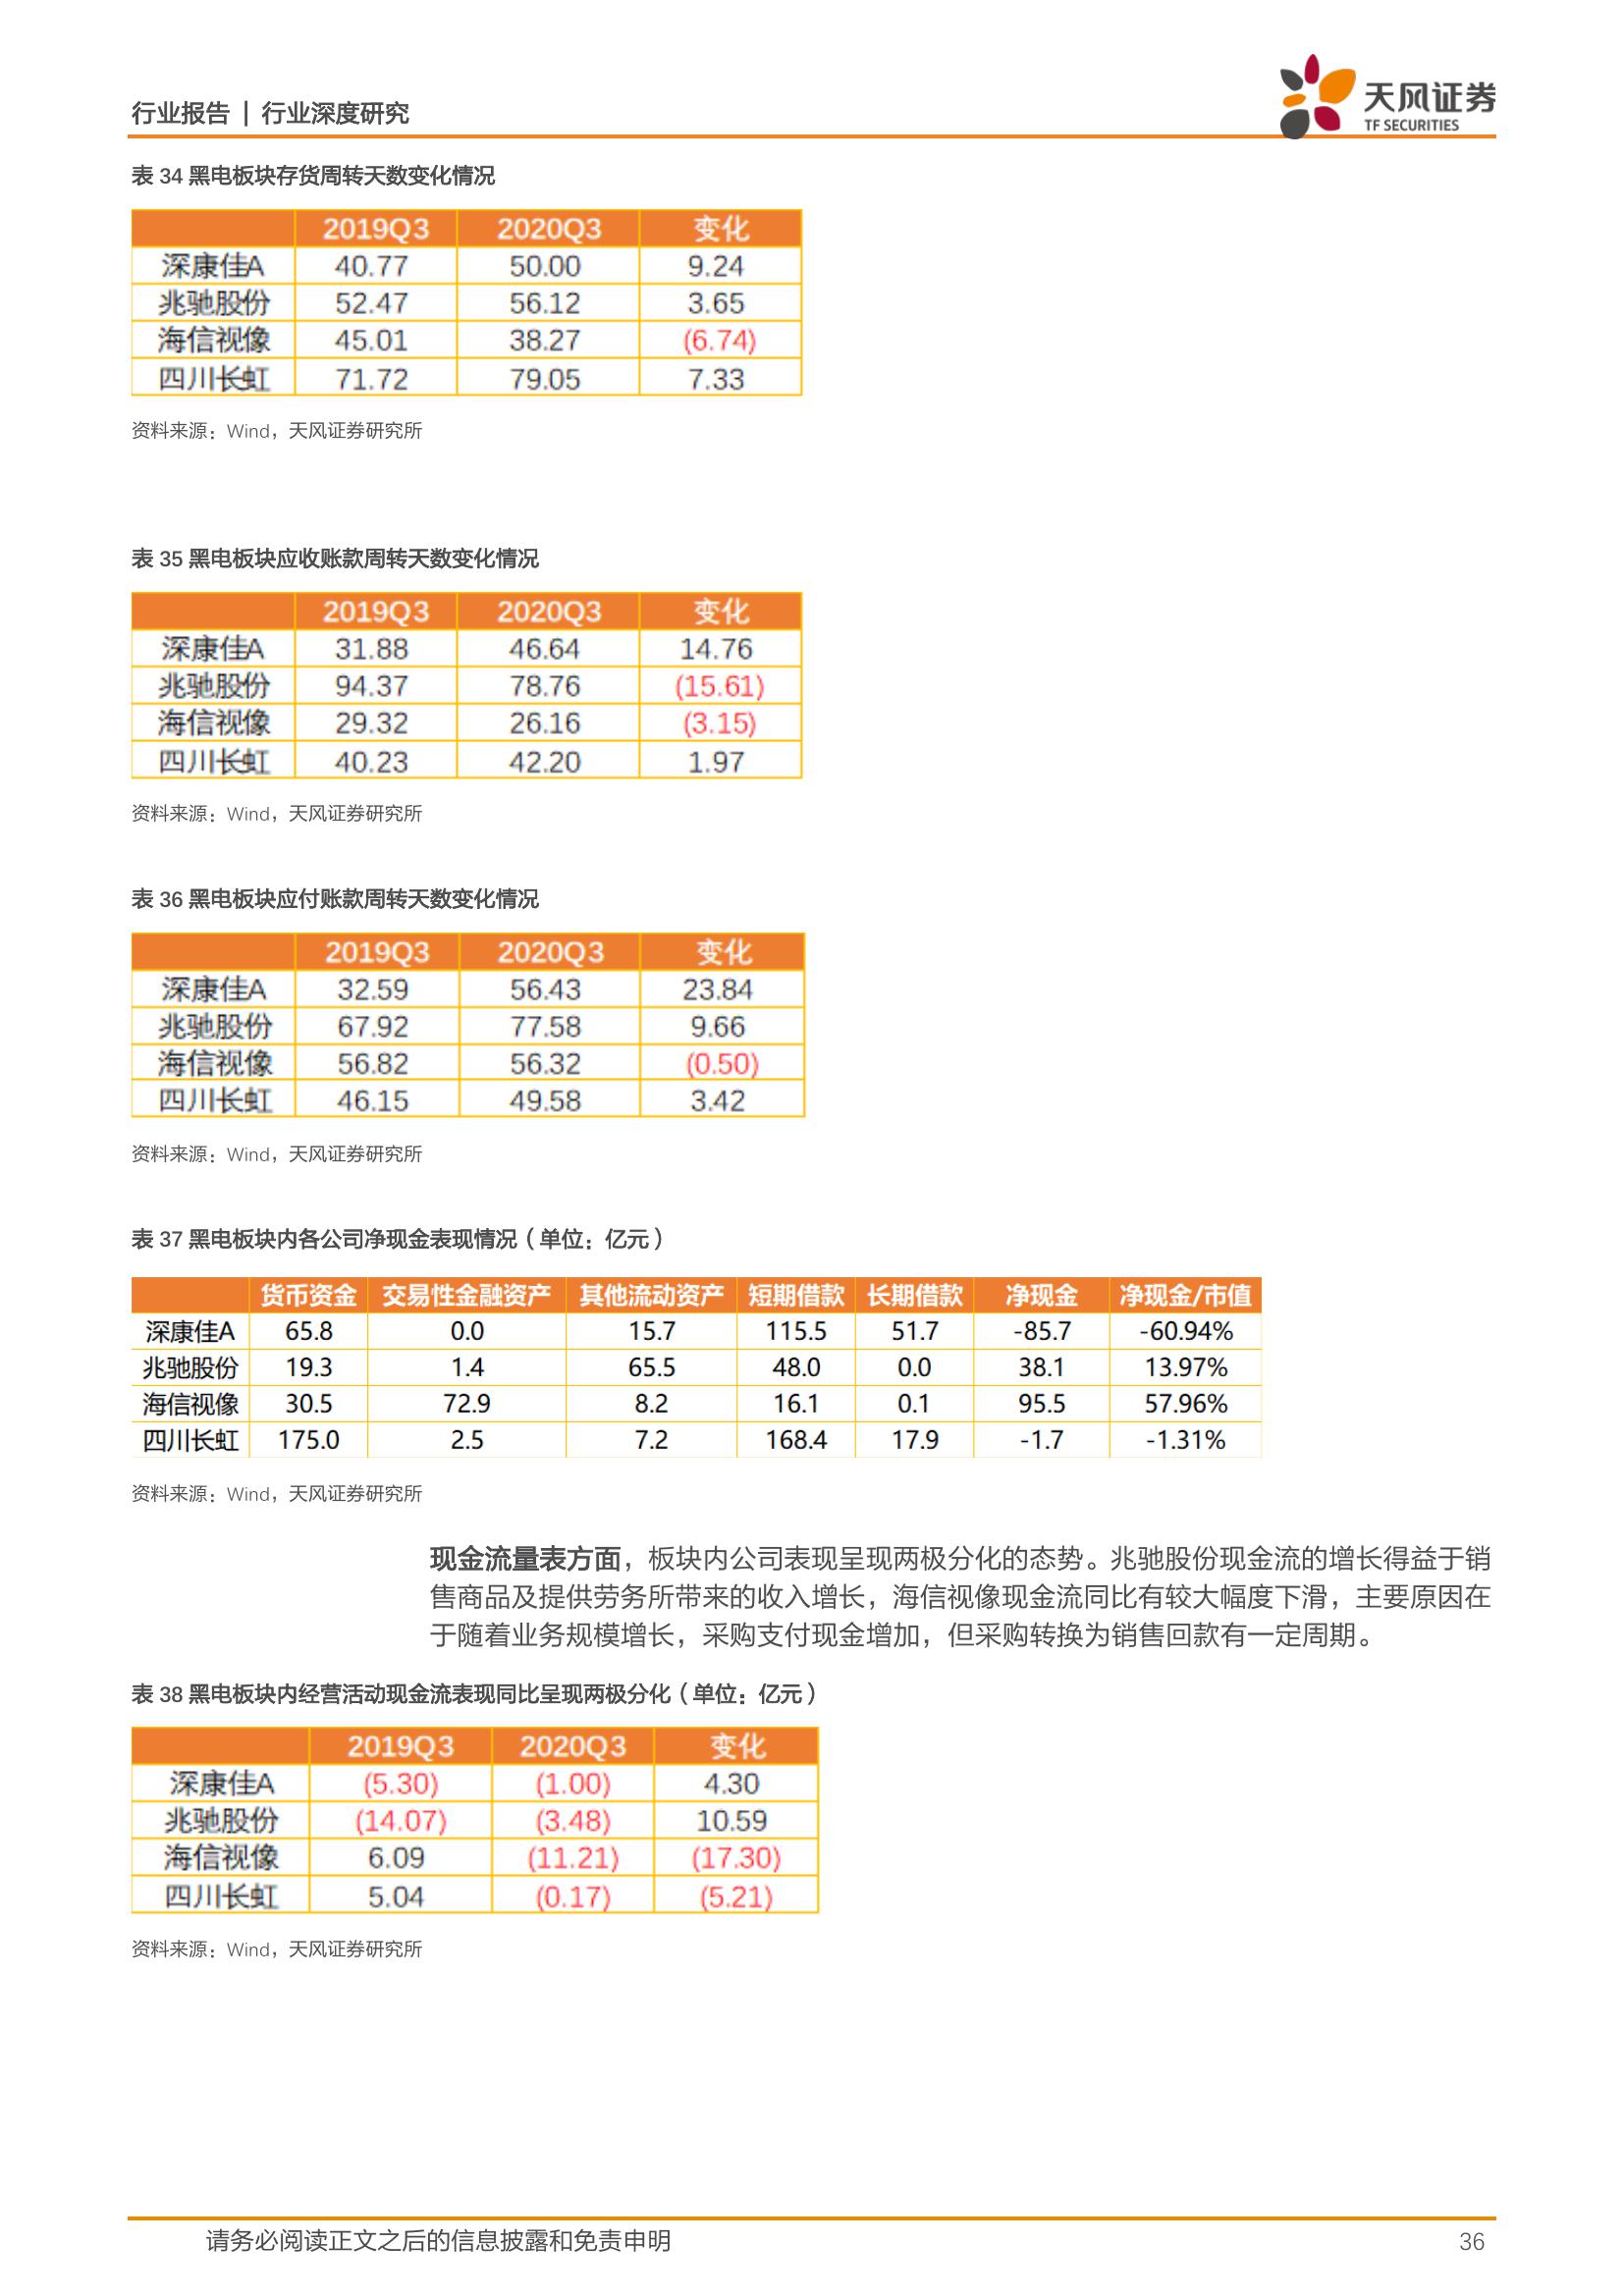 行业报告 | 行业深度研究
天风证券
TF SECURITIES
表 34 黑电板块存货周转天数变化情况
2019Q3 2020Q3 变化
深康佳A 40.77 50.00 9.24
兆驰股份 52.47 56.12 3.65
海信视像 45.01 38.27 (6.74)
四川长虹 71.72 79.05 7.33
资料来源：Wind，天风证券研究所
表 35 黑电板块应收账款周转天数变化情况
2019Q3 2020Q3 变化
深康佳A 31.88 46.64 14.76
兆驰股份 94.37 78.76 (15.61)
海信视像 29.32 26.16 (3.15)
四川长虹 40.23 42.20 1.97
资料来源：Wind，天风证券研究所
表 36 黑电板块应付账款周转天数变化情况
2019Q3 2020Q3 变化
深康佳A 32.59 56.43 23.84
兆驰股份 67.92 77.58 9.66
海信视像 56.82 56.32 (0.50)
四川长虹 46.15 49.58 3.42
资料来源：Wind，天风证券研究所
表 37 黑电板块内各公司净现金表现情况（单位：亿元）
货币资金 交易性金融资产 其他流动资产 短期借款 长期借款 净现金 净现金/市值
深康佳A 65.8 0.0 15.7 115.5 51.7 -85.7 -60.94%
兆驰股份 19.3 1.4 65.5 48.0 0.0 38.1 13.97%
海信视像 30.5 72.9 8.2 16.1 0.1 95.5 57.96%
四川长虹 175.0 2.5 7.2 168.4 17.9 -1.7 -1.31%
资料来源：Wind，天风证券研究所
现金流量表方面，板块内公司表现呈现两极分化的态势。兆驰股份现金流的增长得益于销
售商品及提供劳务所带来的收入增长，海信视像现金流同比有较大幅度下滑，主要原因在
于随着业务规模增长，采购支付现金增加，但采购转换为销售回款有一定周期。
表 38 黑电板块内经营活动现金流表现同比呈现两极分化（单位：亿元）
2019Q3 2020Q3 变化
深康佳A (5.30) (1.00) 4.30
兆驰股份 (14.07) (3.48) 10.59
海信视像 6.09 (11.21) (17.30)
四川长虹 5.04 (0.17) (5.21)
资料来源：Wind，天风证券研究所
请务必阅读正文之后的信息披露和免责申明 36